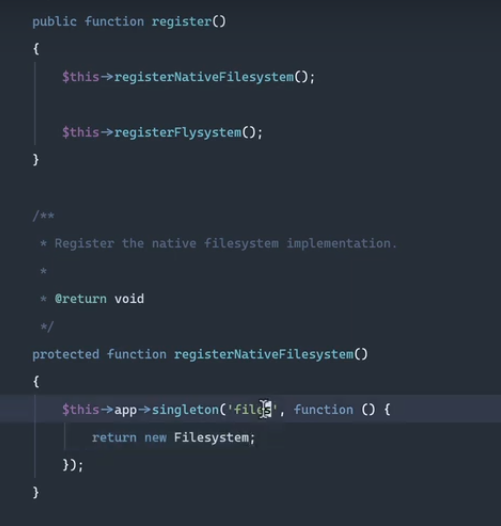 public function register()
{
$this->registerNativeFilesystem();
$this->registerFlysystem();
}
/**
* Register the native filesystem implementation.
*
* @return void
*/
protected function registerNativeFilesystem()
{
$this->app->singleton('files', function () {
return new Filesystem;
});
}